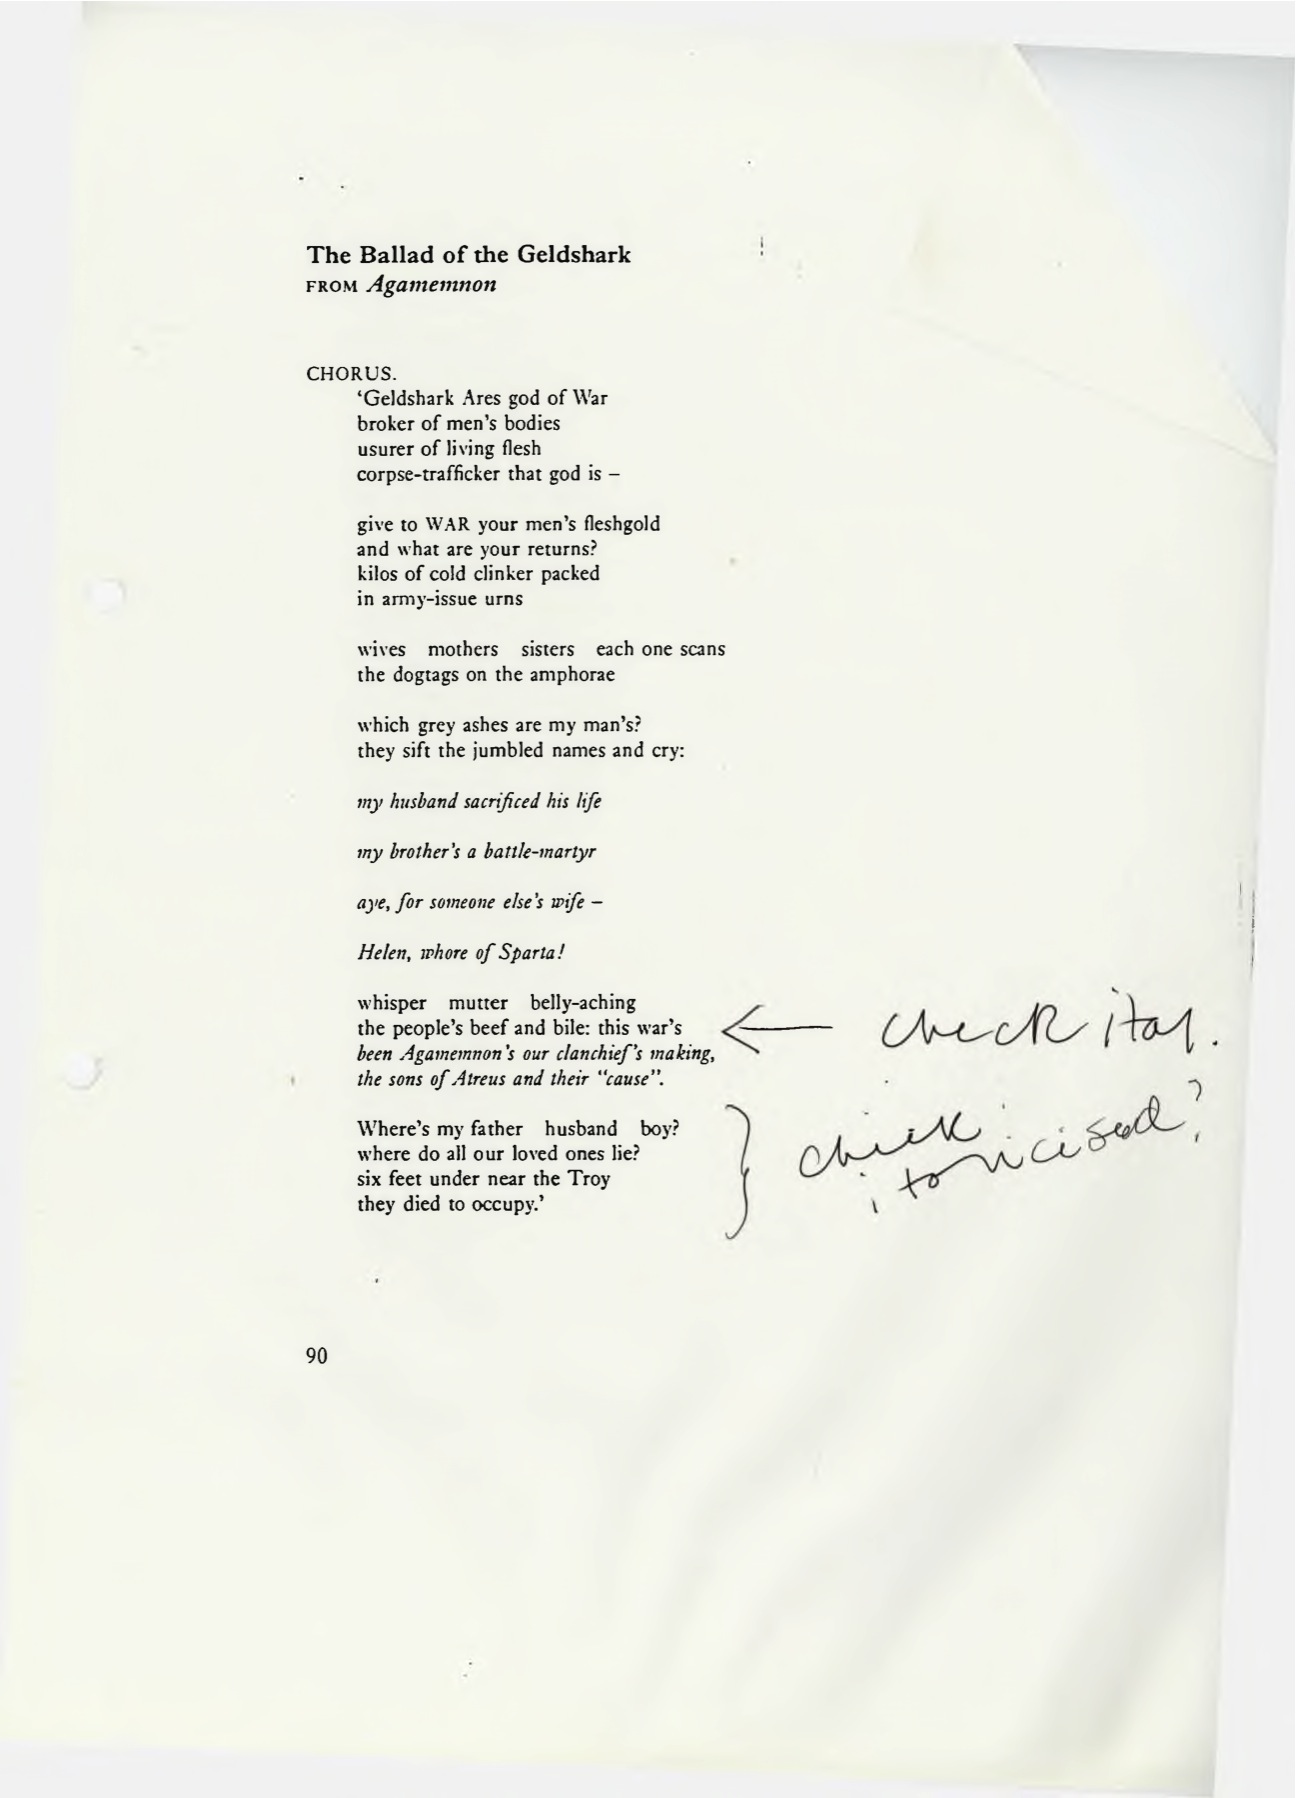 The Ballad of the Geldshark
FROM Agamemnon
CHORUS.
‘Geldshark Ares god of War
broker of men’s bodies
usurer of living flesh
corpse-trafficker that god is –
give to WAR your men’s fleshgold
and what are your returns?
kilos of cold clinker packed
in army-issue urns
wives mothers sisters each one scans
the dogtags on the amphorae
which grey ashes are my man’s?
they sift the jumbled names and cry:
my husband sacrificed his life
my brother’s a battle-martyr
aye, for someone else’s wife –
Helen, whore of Sparta!
whisper mutter belly-aching
the people’s beef and bile: this war’s
been Agamemnon’s our clanchief’s making,
the sons of Atreus and their “cause”.
Where’s my father husband boy?
where do all our loved ones lie?
six feet under near the Troy
they died to occupy.’
check ital.
check
itanicised?
90